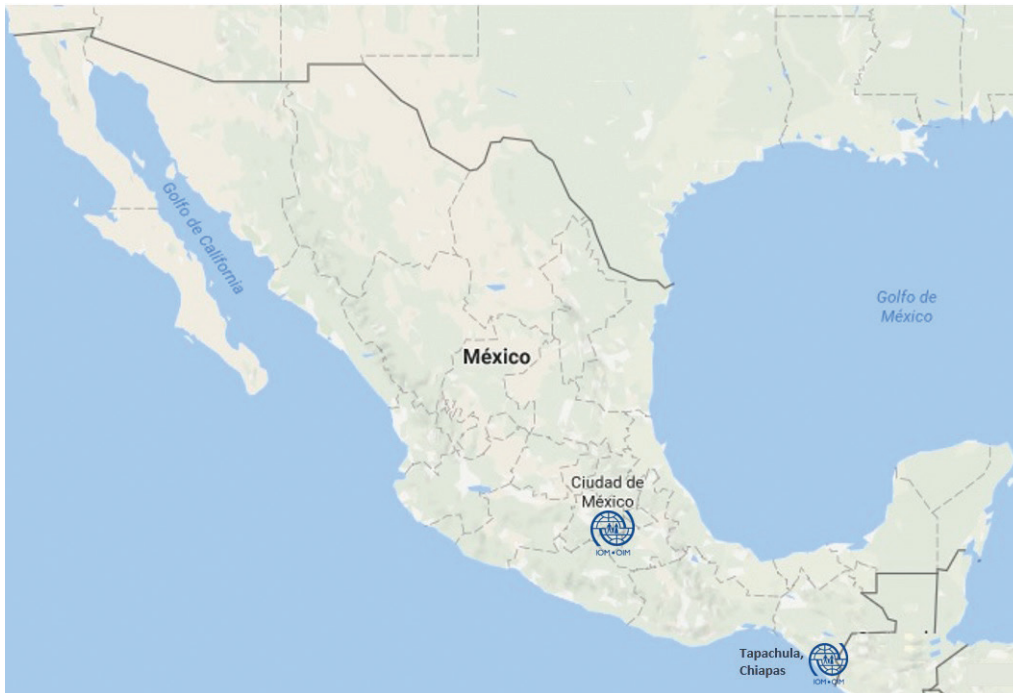 Golfo de California
Golfo de
México
México
Ciudad de
México
IOM•OIM
Tapachula,
Chiapas
IOM•OIM